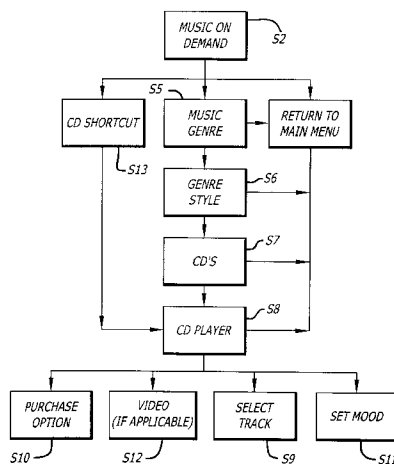 MUSIC ON
DEMAND
S2
S5
CD SHORTCUT
MUSIC
GENRE
RETURN TO
MAIN MENU
S13
GENRE
STYLE
S6
CD'S
S7
CD PLAYER
S8
PURCHASE
OPTION
VIDEO
(IF APPLICABLE)
SELECT
TRACK
SET MOOD
S10
S12
S9
S11